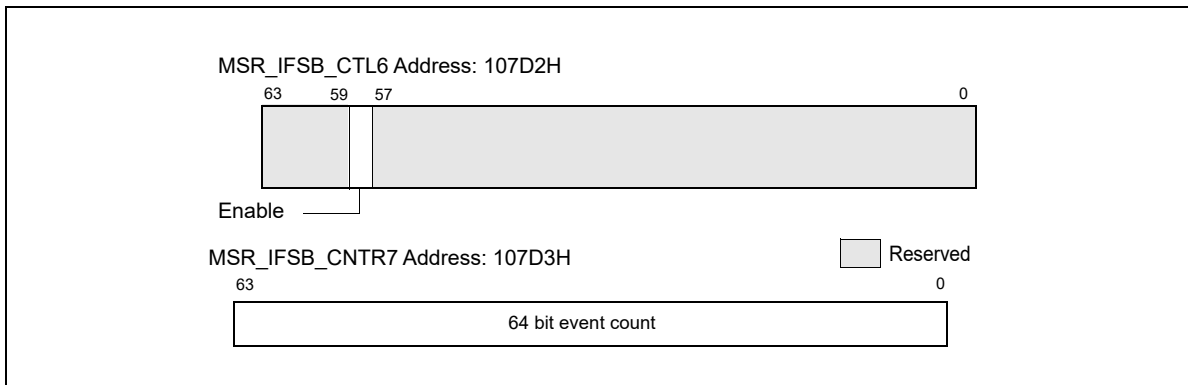 MSR_IFSB_CTL6 Address: 107D2H
63 59 57 0
Enable
MSR_IFSB_CNTR7 Address: 107D3H
Reserved
63 0
64 bit event count